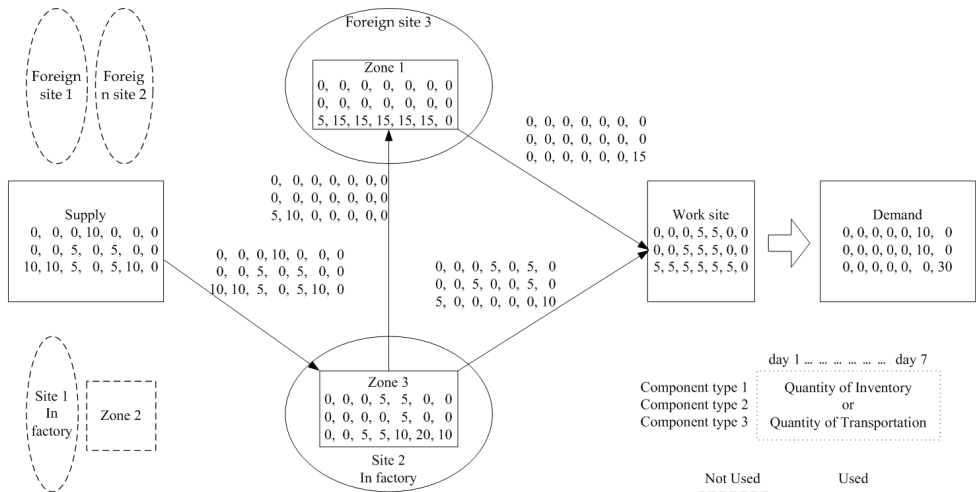 Foreign site 3
Foreign
site 1
Foreig
n site 2
Zone 1
0, 0, 0, 0, 0, 0, 0
0, 0, 0, 0, 0, 0, 0
5, 15, 15, 15, 15, 15, 0
0, 0, 0, 0, 0, 0, 0
0, 0, 0, 0, 0, 0, 0
0, 0, 0, 0, 0, 0, 15
0, 0, 0, 0, 0, 0,0
0, 0, 0, 0, 0, 0,0
5, 10, 0, 0, 0, 0,0
Supply
0, 0, 0, 10, 0, 0, 0
0, 0, 5, 0, 5, 0, 0
10, 10, 5, 0, 5, 10, 0
0, 0, 0, 10, 0, 0, 0
0, 0, 5, 0, 5, 0, 0
10, 10, 5, 0, 5, 10, 0
Work site
0, 0, 0, 5, 5, 0, 0
0, 0, 5, 5, 5, 0, 0
5, 5, 5, 5, 5, 5, 0
Demand
0, 0, 0, 0, 0, 10, 0
0, 0, 0, 0, 0, 10, 0
0, 0, 0, 0, 0, 0, 30
0, 0, 0, 5, 0, 5, 0
0, 0, 5, 0, 0, 5, 0
5, 0, 0, 0, 0, 0, 10
Site 1
In
factory
Zone 2
Zone 3
0, 0, 0, 5, 5, 0, 0
0, 0, 0, 0, 5, 0, 0
0, 0, 5, 5, 10, 20, 10
Site 2
In factory
day 1 ... ... ... ... ... ... day 7
Component type 1
Component type 2
Component type 3
Quantity of Inventory
or
Quantity of Transportation
Not Used Used